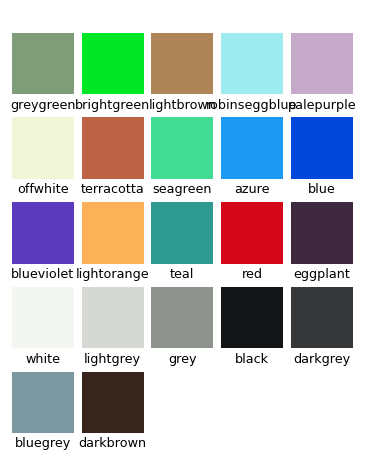 greygreen brightgreen lightbrown robinseggblue palepurple
offwhite terracotta seagreen azure blue
blueviolet lightorange teal red eggplant
white lightgrey grey black darkgrey
bluegrey darkbrown